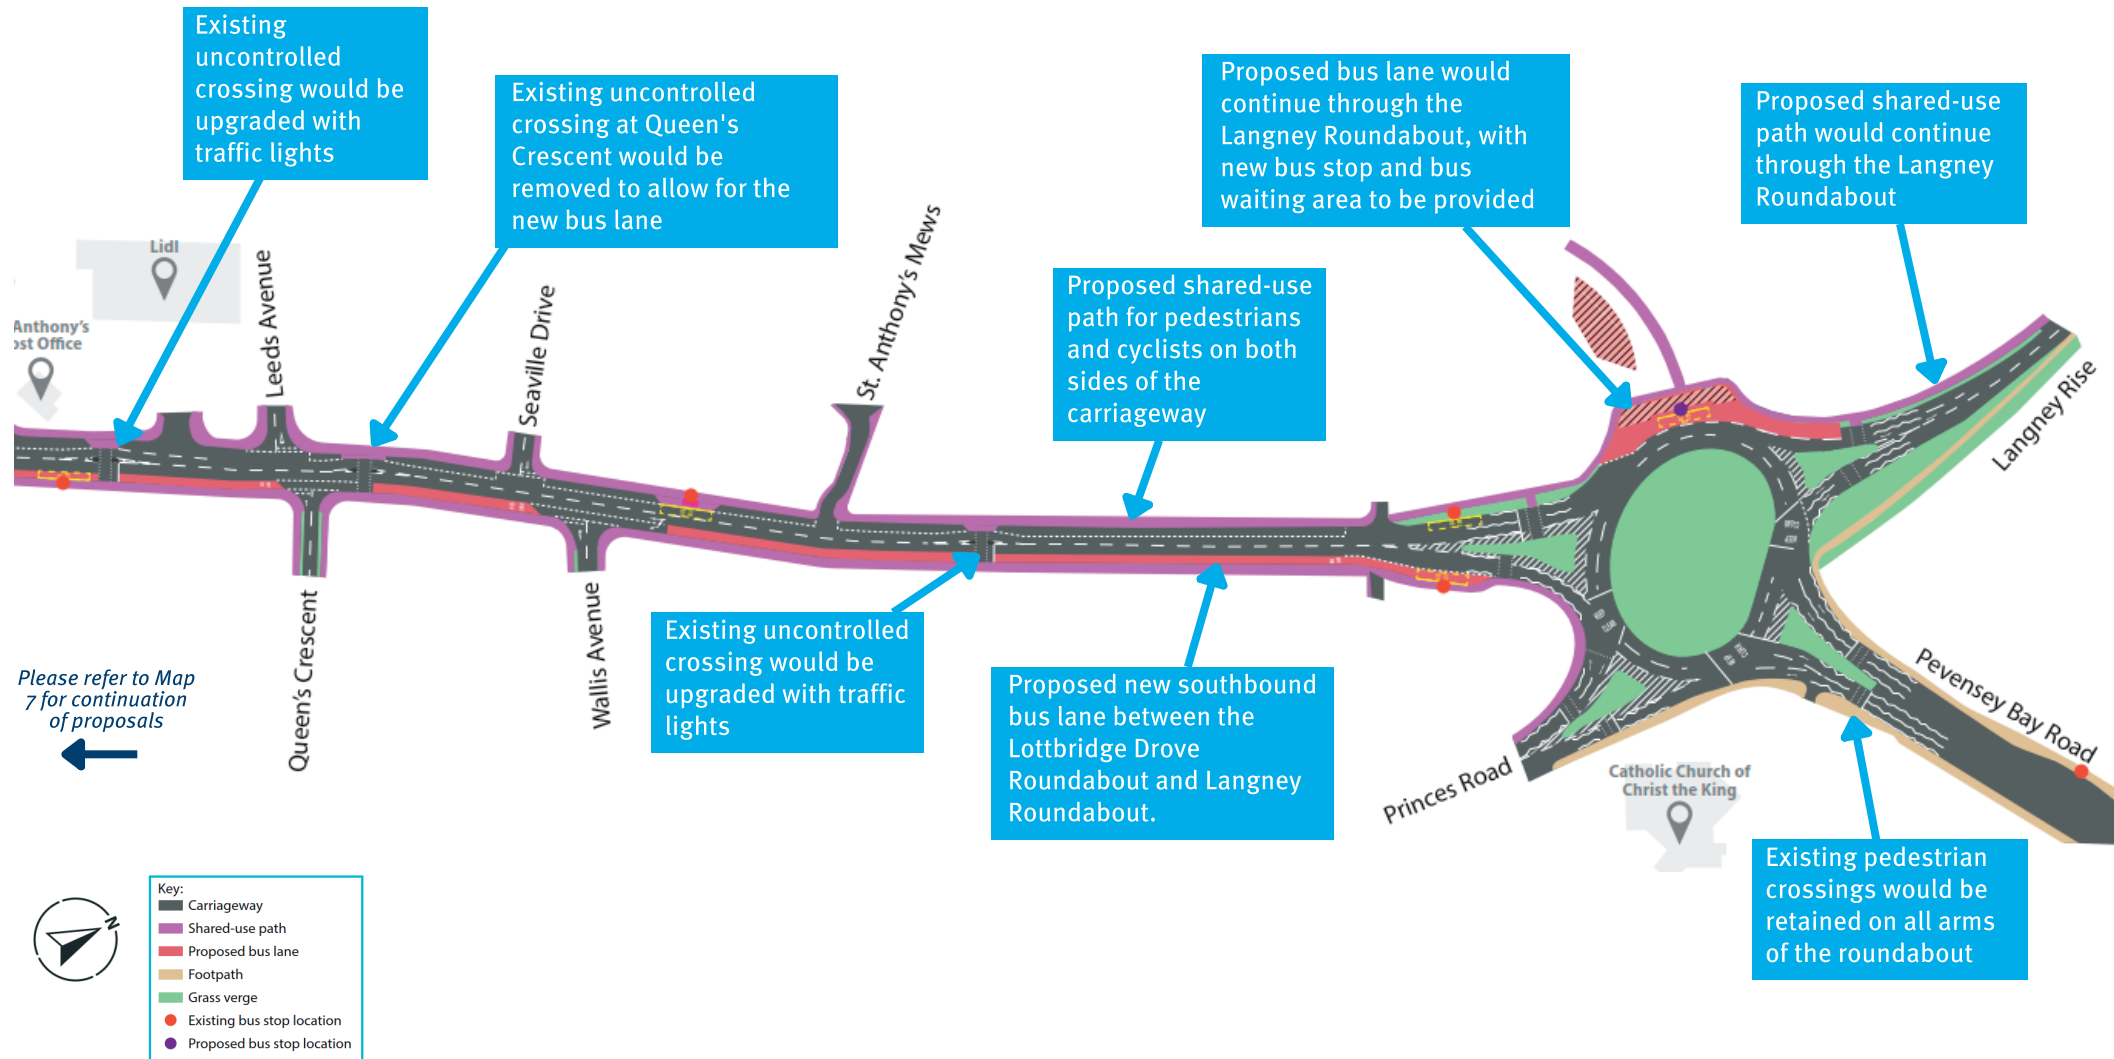 Existing
uncontrolled
crossing would be
upgraded with
traffic lights
Existing uncontrolled
crossing at Queen's
Crescent would be
removed to allow for the
new bus lane
Proposed bus lane would
continue through the
Langney Roundabout, with
new bus stop and bus
waiting area to be provided
Proposed shared-use
path would continue
through the Langney
Roundabout
Proposed shared-use
path for pedestrians
and cyclists on both
sides of the
carriageway
Lidl
Anthony's
ost Office
Leeds Avenue
Seaville Drive
St. Anthony's Mews
Langney Rise
Queen's Crescent
Wallis Avenue
Existing uncontrolled
crossing would be
upgraded with traffic
lights
Proposed new southbound
bus lane between the
Lottbridge Drove
Roundabout and Langney
Roundabout.
Princes Road
Pevensey Bay Road
Catholic Church of
Christ the King
Existing pedestrian
crossings would be
retained on all arms
of the roundabout
Please refer to Map
7 for continuation
of proposals
N
Key:
Carriageway
Shared-use path
Proposed bus lane
Footpath
Grass verge
Existing bus stop location
Proposed bus stop location